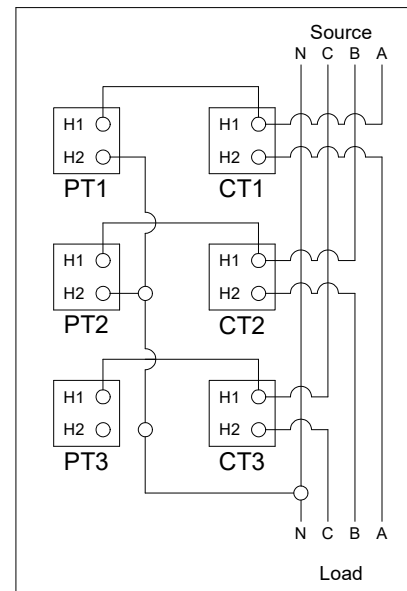 Source
N C B A
H1 H1
H2 H2
PT1 CT1
H1 H1
H2 H2
PT2 CT2
H1 H1
H2 H2
PT3 CT3
N C B A
Load